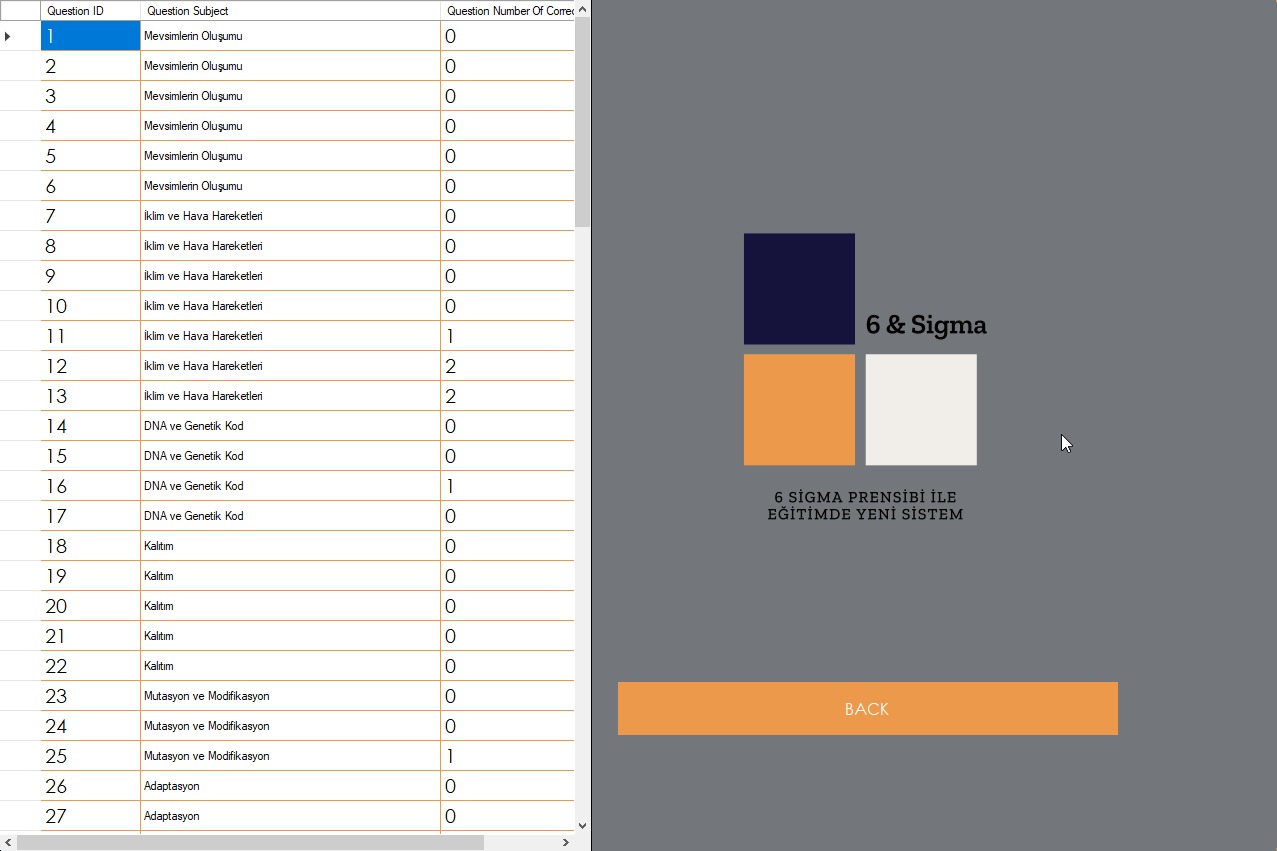 Question ID Question Subject Question Number Of Correc
1 Mevsimlerin Oluşumu 0
2 Mevsimlerin Oluşumu 0
3 Mevsimlerin Oluşumu 0
4 Mevsimlerin Oluşumu 0
5 Mevsimlerin Oluşumu 0
6 Mevsimlerin Oluşumu 0
7 İklim ve Hava Hareketleri 0
8 İklim ve Hava Hareketleri 0
9 İklim ve Hava Hareketleri 0
10 İklim ve Hava Hareketleri 0
11 İklim ve Hava Hareketleri 1
12 İklim ve Hava Hareketleri 2
13 İklim ve Hava Hareketleri 2
14 DNA ve Genetik Kod 0
15 DNA ve Genetik Kod 0
16 DNA ve Genetik Kod 1
17 DNA ve Genetik Kod 0
18 Kalıtım 0
19 Kalıtım 0
20 Kalıtım 0
21 Kalıtım 0
22 Kalıtım 0
23 Mutasyon ve Modifikasyon 0
24 Mutasyon ve Modifikasyon 0
25 Mutasyon ve Modifikasyon 1
26 Adaptasyon 0
27 Adaptasyon 0
6 & Sigma
6 SİGMA PRENSİBİ İLE
EĞİTİMDE YENİ SİSTEM
BACK